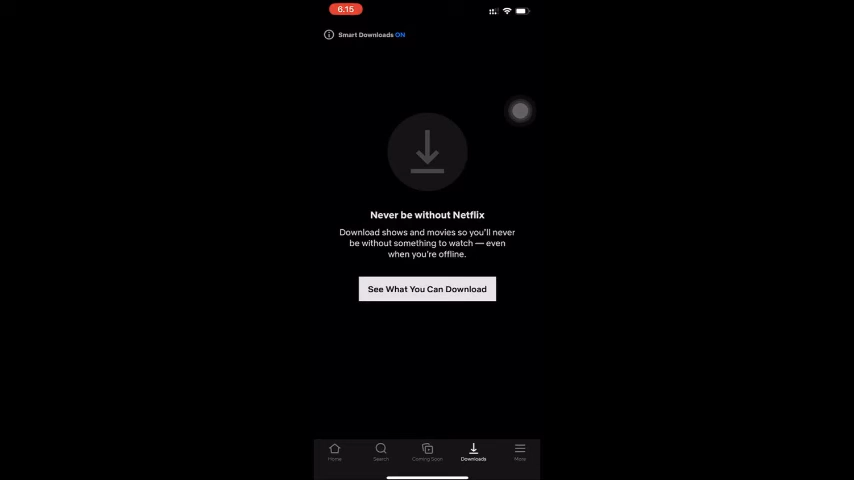 6.15
Smart Downloads ON
Never be without Netflix
Download shows and movies so you'll never
be without something to watch — even
when you're offline.
See What You Can Download
Home
Search
Coming Soon
Downloads
More